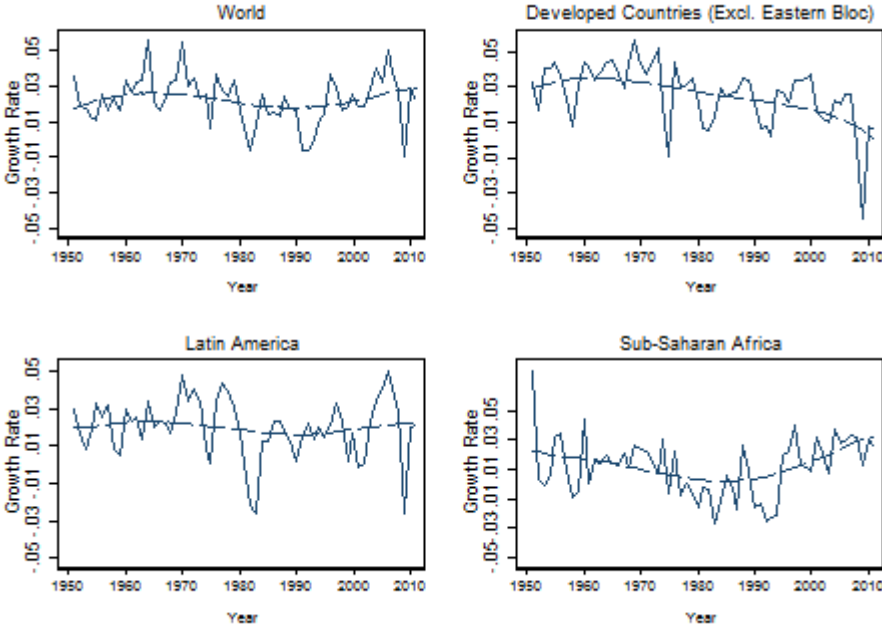 World
Growth Rate
-.05 -.03 -.01 .01 .03 .05
1950 1960 1970 1980 1990 2000 2010
Year
Developed Countries (Excl. Eastern Bloc)
Growth Rate
-.05 -.03 -.01 .01 .03 .05
1950 1960 1970 1980 1990 2000 2010
Year
Latin America
Growth Rate
-.05 -.03 -.01 .01 .03 .05
1950 1960 1970 1980 1990 2000 2010
Year
Sub-Saharan Africa
Growth Rate
-.05 -.03 -.01 .01 .03 .05
1950 1960 1970 1980 1990 2000 2010
Year